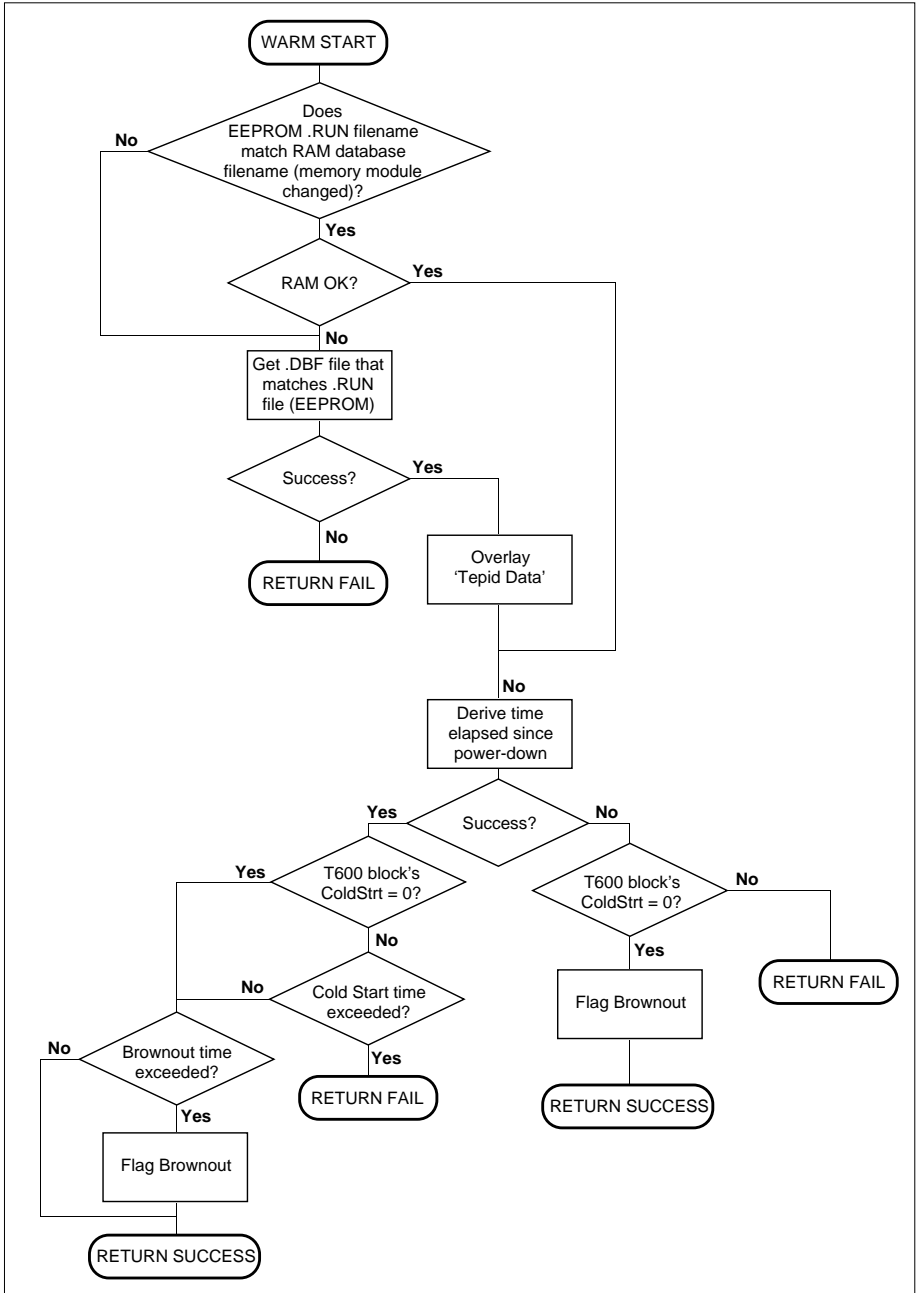 WARM START
Does
EEPROM .RUN filename
match RAM database
filename (memory module
changed)?
No
Yes
RAM OK?
Yes
No
Get .DBF file that
matches .RUN
file (EEPROM)
Success?
Yes
No
RETURN FAIL
Overlay
‘Tepid Data’
No
Derive time
elapsed since
power-down
Success?
Yes
No
T600 block's
ColdStrt = 0?
Yes
No
T600 block's
ColdStrt = 0?
No
Yes
RETURN FAIL
Cold Start time
exceeded?
No
Yes
RETURN FAIL
Flag Brownout
RETURN SUCCESS
Brownout time
exceeded?
No
Yes
Flag Brownout
RETURN SUCCESS